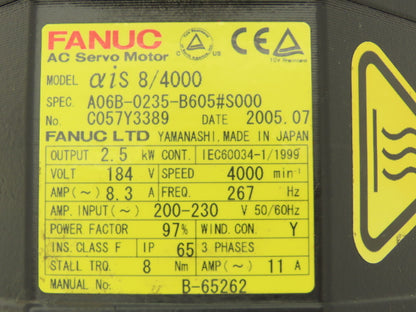 FANUC
AC Servo Motor
C US
TÜV Rheinland
MODEL αiS 8/4000
SPEC. A06B-0235-B605#S000
No. C057Y3389 DATE 2005.07
FANUC LTD YAMANASHI, MADE IN JAPAN
OUTPUT 2.5 kW CONT. IEC60034-1/1999
VOLT 184 V SPEED 4000 min⁻¹
AMP(~) 8.3 A FREQ. 267 Hz
AMP. INPUT(~) 200-230 V 50/60Hz
POWER FACTOR 97% WIND. CON. Y
INS. CLASS F IP 65 3 PHASES
STALL TRQ. 8 Nm AMP(~) 11 A
MANUAL No. B-65262